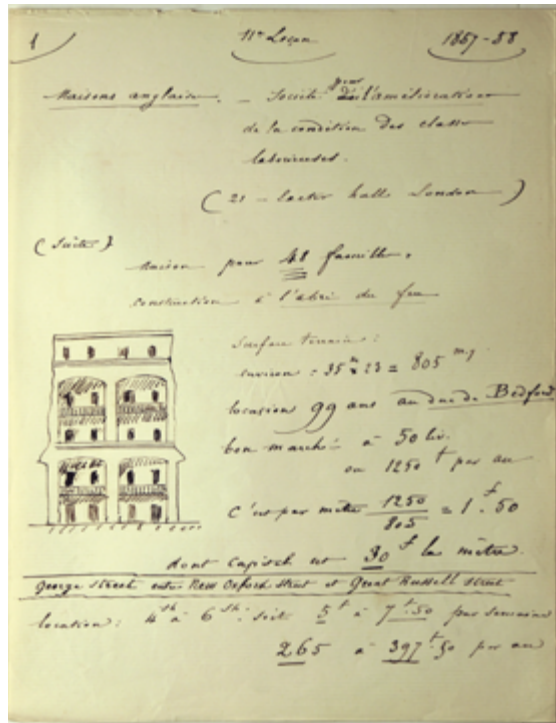 1 11e Leçon 1857-58
Maisons anglaises. — Société pour l'amélioration
de la condition des classes
laborieuses.
(21 — Exeter hall London)
(Suite)
Maison pour 48 familles.
construction à l'abri du feu
Surface terrain :
environ : 35m x 23 = 805 mq
location 99 ans au duc de Bedford
bon marché : à 50 liv.
ou 1250 f par an
C'est par mètre 1250/805 = 1f.50
dont capital est 30f le mètre.
George Street entre New Oxford Street et Great Russell Street
location : 4sh à 6sh : soit 5f à 7f.50 par semaine
265 à 397f.50 par an